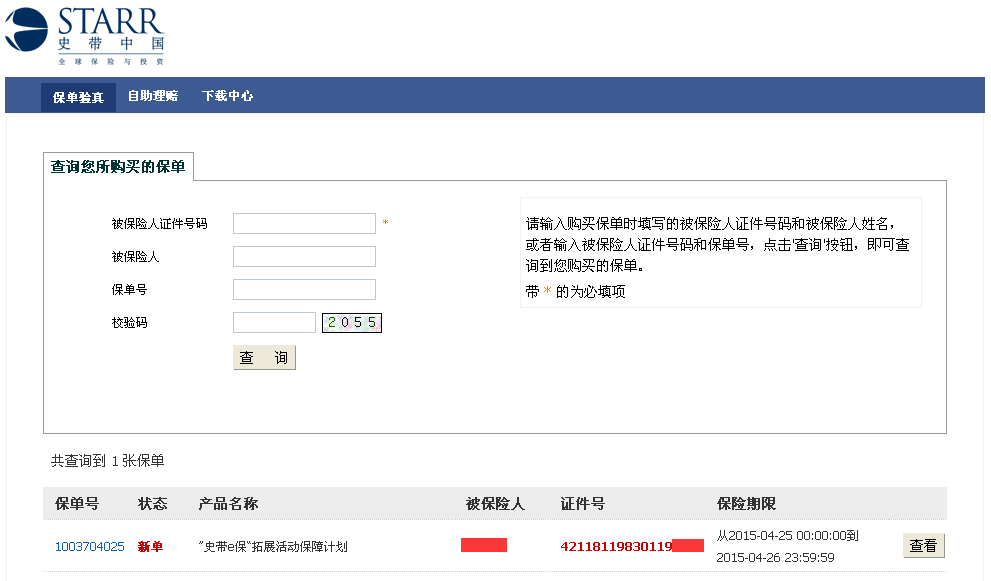 STARR
史带中国
全球保险与投资
保单验真 自助理赔 下载中心
查询您所购买的保单
被保险人证件号码 *
被保险人
保单号
校验码 2055
查 询
请输入购买保单时填写的被保险人证件号码和被保险人姓名，
或者输入被保险人证件号码和保单号，点击'查询'按钮，即可查
询到您购买的保单。
带 * 的为必填项
共查询到 1 张保单
保单号 状态 产品名称 被保险人 证件号 保险期限
1003704025 新单 "史带e保"拓展活动保障计划 42118119830119 从2015-04-25 00:00:00到
2015-04-26 23:59:59 查看